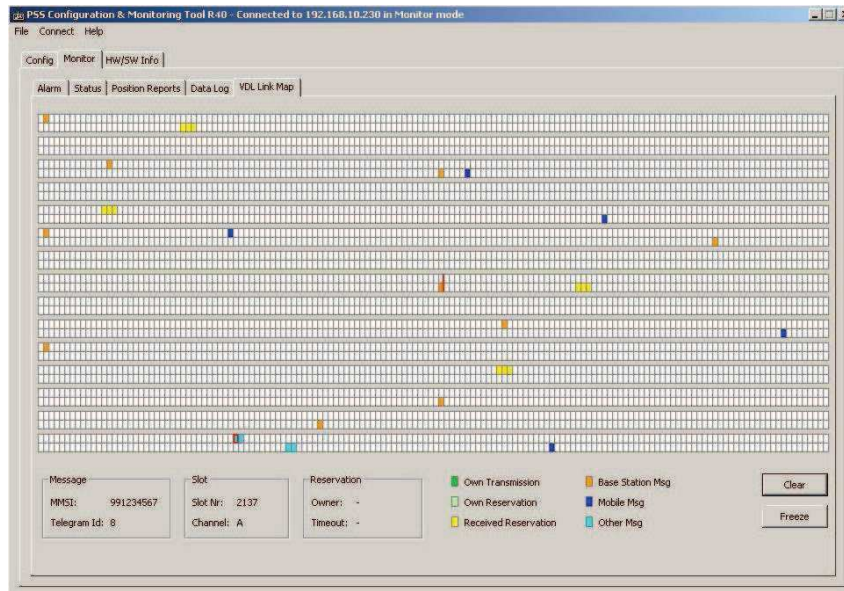 PSS Configuration & Monitoring Tool R40 - Connected to 192.168.10.230 in Monitor mode
File Connect Help
Config Monitor HW/SW Info
Alarm Status Position Reports Data Log VDL Link Map
Message
MMSI: 991234567
Telegram Id: 8
Slot
Slot Nr: 2137
Channel: A
Reservation
Owner: -
Timeout: -
Own Transmission
Own Reservation
Received Reservation
Base Station Msg
Mobile Msg
Other Msg
Clear
Freeze